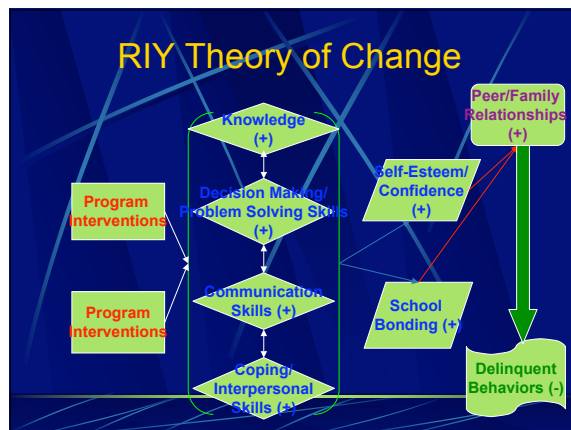 RIY Theory of Change
Program
Interventions
Program
Interventions
Knowledge
(+)
Decision Making/
Problem Solving Skills
(+)
Communication
Skills (+)
Coping/
Interpersonal
Skills (+)
Self-Esteem/
Confidence
(+)
School
Bonding (+)
Peer/Family
Relationships
(+)
Delinquent
Behaviors (-)